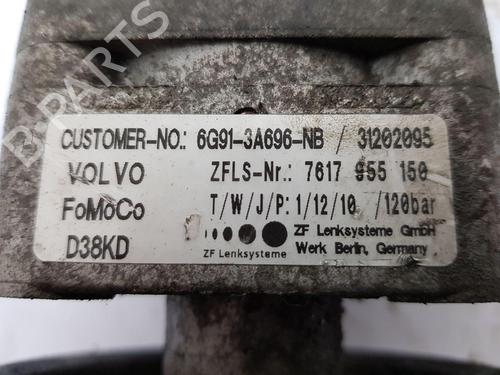 CUSTOMER-NO.: 6G91-3A696-NB / 31202095
VOLVO ZFLS-Nr.: 7617 955 150
FoMoCo T/W/J/P: 1/12/10 /120bar
D38KD ZF Lenksysteme GmbH
ZF Lenksysteme Werk Berlin, Germany